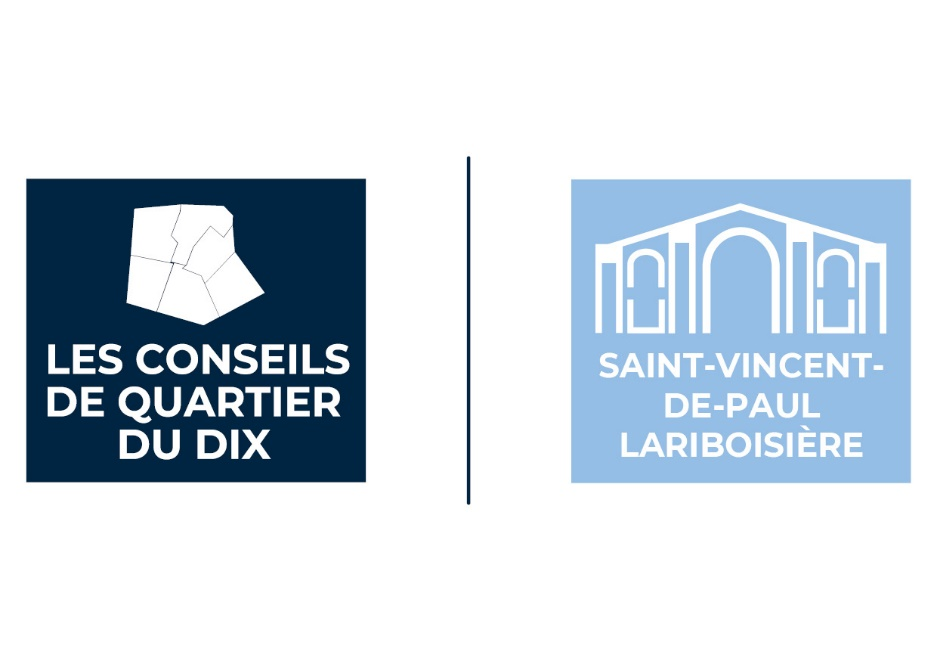 LES CONSEILS
DE QUARTIER
DU DIX
SAINT-VINCENT-
DE-PAUL
LARIBOISIÈRE